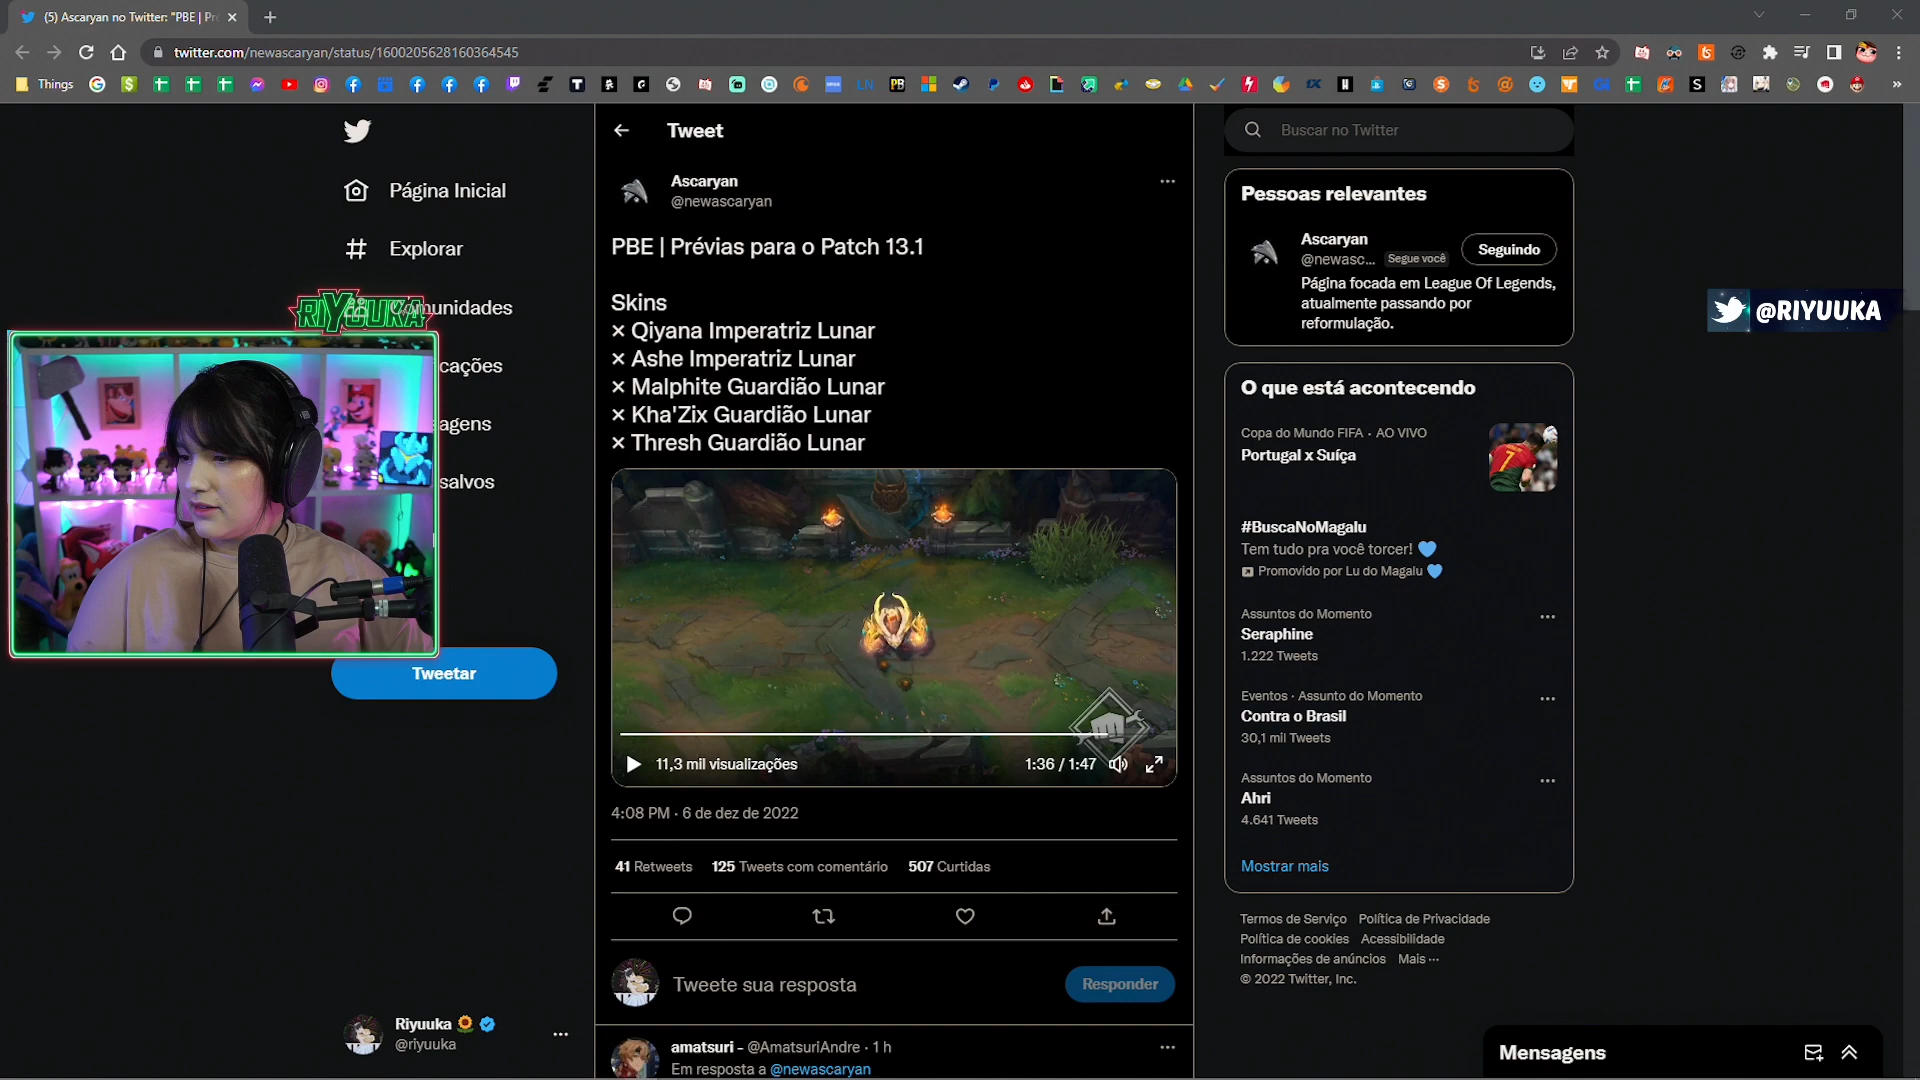 (5) Ascaryan no Twitter: "PBE | Pr
twitter.com/newascaryan/status/1600205628160364545
Things
Página Inicial
Explorar
RIYUUKA
Comunidades
cações
agens
salvos
Tweetar
Riyuuka
@riyuuka
Tweet
Ascaryan
@newascaryan
PBE | Prévias para o Patch 13.1
Skins
× Qiyana Imperatriz Lunar
× Ashe Imperatriz Lunar
× Malphite Guardião Lunar
× Kha'Zix Guardião Lunar
× Thresh Guardião Lunar
11,3 mil visualizações
1:36 / 1:47
4:08 PM · 6 de dez de 2022
41 Retweets 125 Tweets com comentário 507 Curtidas
Tweete sua resposta
Responder
amatsuri - @AmatsuriAndre · 1 h
Em resposta a @newascaryan
Buscar no Twitter
Pessoas relevantes
Ascaryan
@newasc... Segue você
Seguindo
Página focada em League Of Legends,
atualmente passando por
reformulação.
@RIYUUKA
O que está acontecendo
Copa do Mundo FIFA · AO VIVO
Portugal x Suíça
#BuscaNoMagalu
Tem tudo pra você torcer!
Promovido por Lu do Magalu
Assuntos do Momento
Seraphine
1.222 Tweets
Eventos · Assunto do Momento
Contra o Brasil
30,1 mil Tweets
Assuntos do Momento
Ahri
4.641 Tweets
Mostrar mais
Termos de Serviço Política de Privacidade
Política de cookies Acessibilidade
Informações de anúncios Mais ···
© 2022 Twitter, Inc.
Mensagens